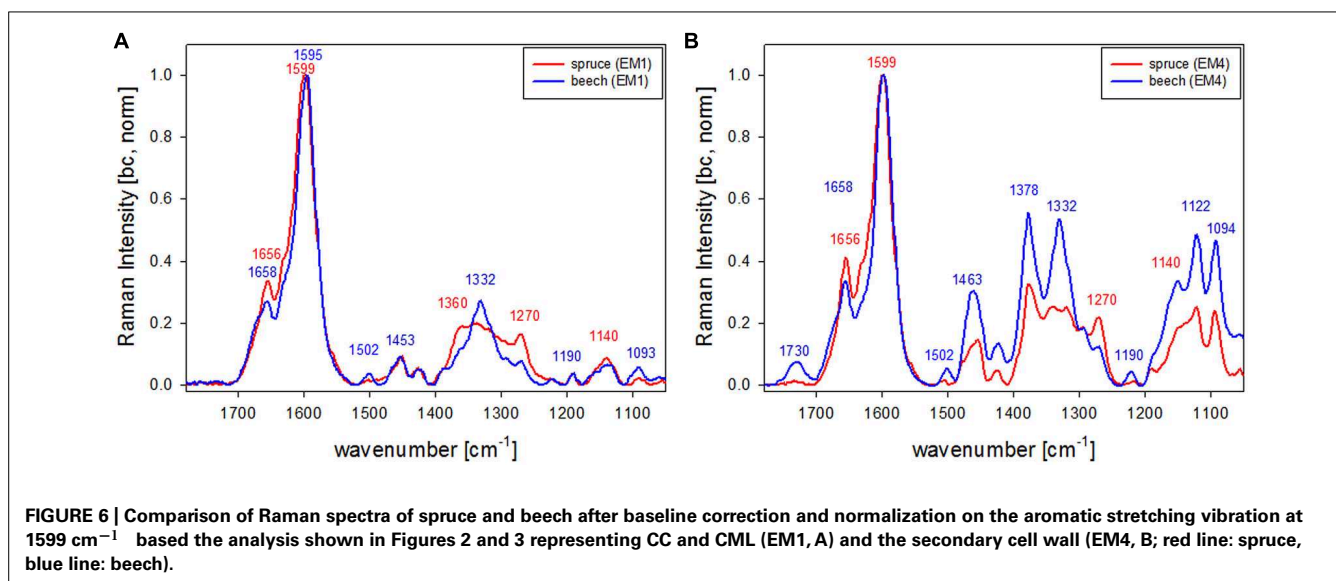 A
1595
1599
spruce (EM1)
beech (EM1)
Raman Intensity [bc, norm]
1.0
0.8
0.6
0.4
0.2
0.0
1656
1658
1502
1453
1360
1332
1270
1190
1140
1093
1700 1600 1500 1400 1300 1200 1100
wavenumber [cm-1]
B
1599
spruce (EM4)
beech (EM4)
Raman Intensity [bc, norm]
1.0
0.8
0.6
0.4
0.2
0.0
1730
1658
1656
1502
1463
1378
1332
1270
1190
1140
1122
1094
1700 1600 1500 1400 1300 1200 1100
wavenumber [cm-1]
FIGURE 6 | Comparison of Raman spectra of spruce and beech after baseline correction and normalization on the aromatic stretching vibration at
1599 cm−1 based the analysis shown in Figures 2 and 3 representing CC and CML (EM1, A) and the secondary cell wall (EM4, B; red line: spruce,
blue line: beech).